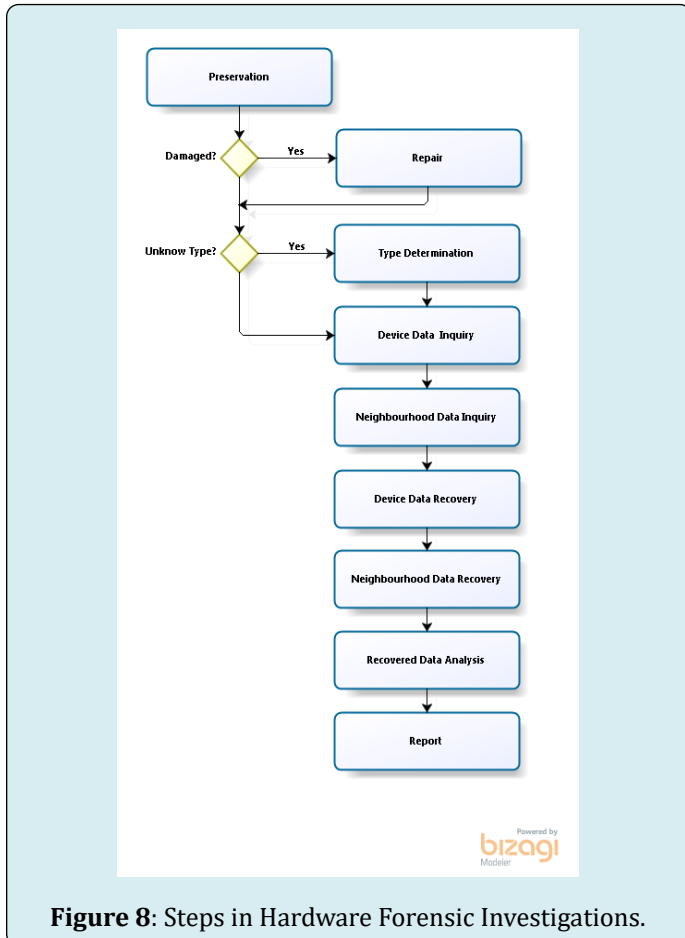 Preservation
Damaged?
Yes
Repair
Unknow Type?
Yes
Type Determination
Device Data Inquiry
Neighbourhood Data Inquiry
Device Data Recovery
Neighbourhood Data Recovery
Recovered Data Analysis
Report
Powered by
bizagi
Modeler
Figure 8: Steps in Hardware Forensic Investigations.